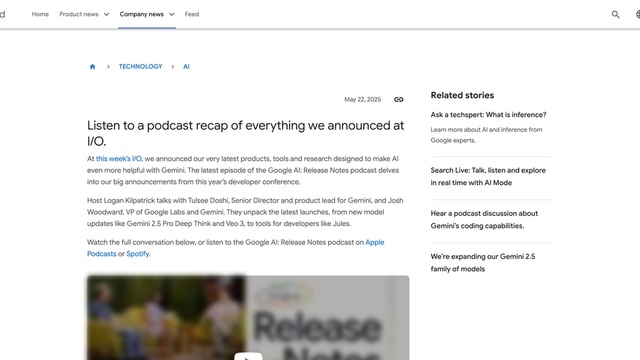 d
Home Product news Company news Feed
TECHNOLOGY AI
May 22, 2025
Listen to a podcast recap of everything we announced at
I/O.
At this week's I/O, we announced our very latest products, tools and research designed to make AI
even more helpful with Gemini. The latest episode of the Google AI: Release Notes podcast delves
into our big announcements from this year's developer conference.
Host Logan Kilpatrick talks with Tulsee Doshi, Senior Director and product lead for Gemini, and Josh
Woodward, VP of Google Labs and Gemini. They unpack the latest launches, from new model
updates like Gemini 2.5 Pro Deep Think and Veo 3, to tools for developers like Jules.
Watch the full conversation below, or listen to the Google AI: Release Notes podcast on Apple
Podcasts or Spotify.
Release
Notes
Related stories
Ask a techspert: What is inference?
Learn more about AI and inference from
Google experts.
Search Live: Talk, listen and explore
in real time with AI Mode
Hear a podcast discussion about
Gemini's coding capabilities.
We're expanding our Gemini 2.5
family of models